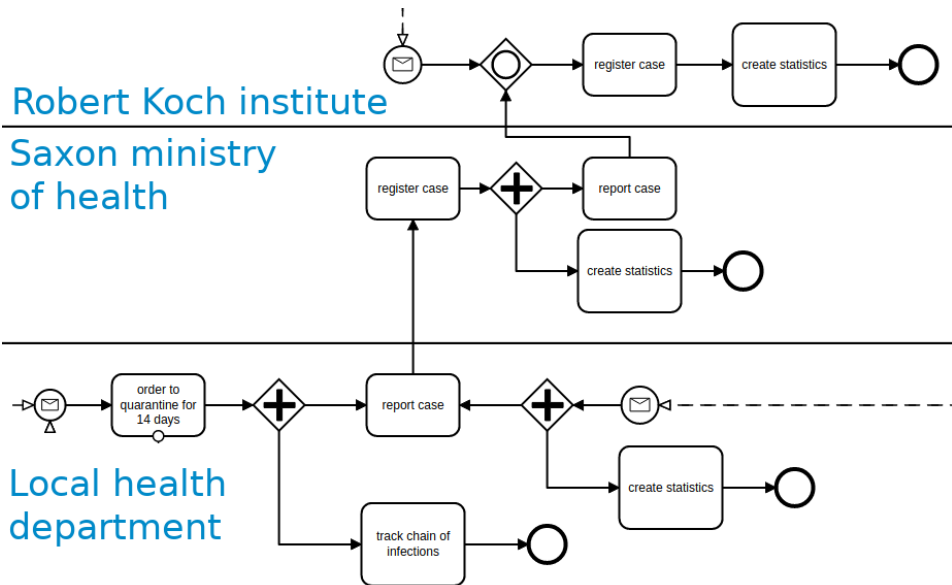 register case
create statistics
Robert Koch institute
Saxon ministry
of health
register case
report case
create statistics
order to
quarantine for
14 days
report case
Local health
department
create statistics
track chain of
infections